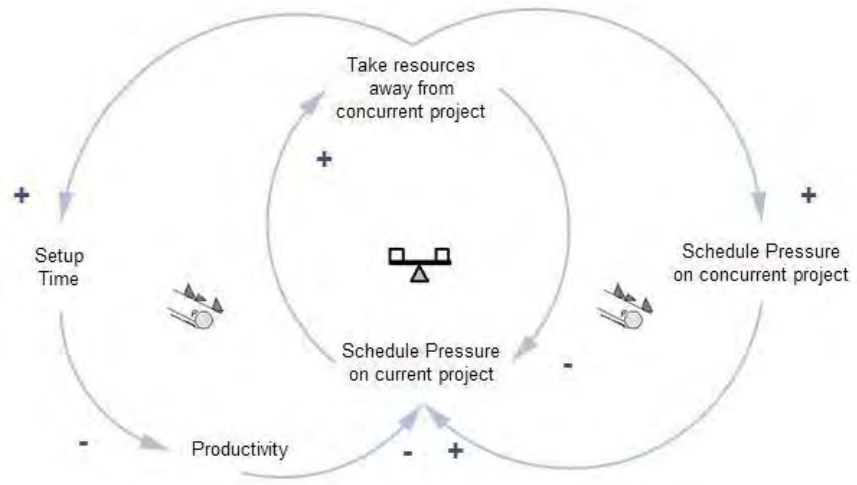 Take resources
away from
concurrent project
+
+
+
Setup
Time
Schedule Pressure
on concurrent project
Schedule Pressure
on current project
-
-
Productivity
-
+